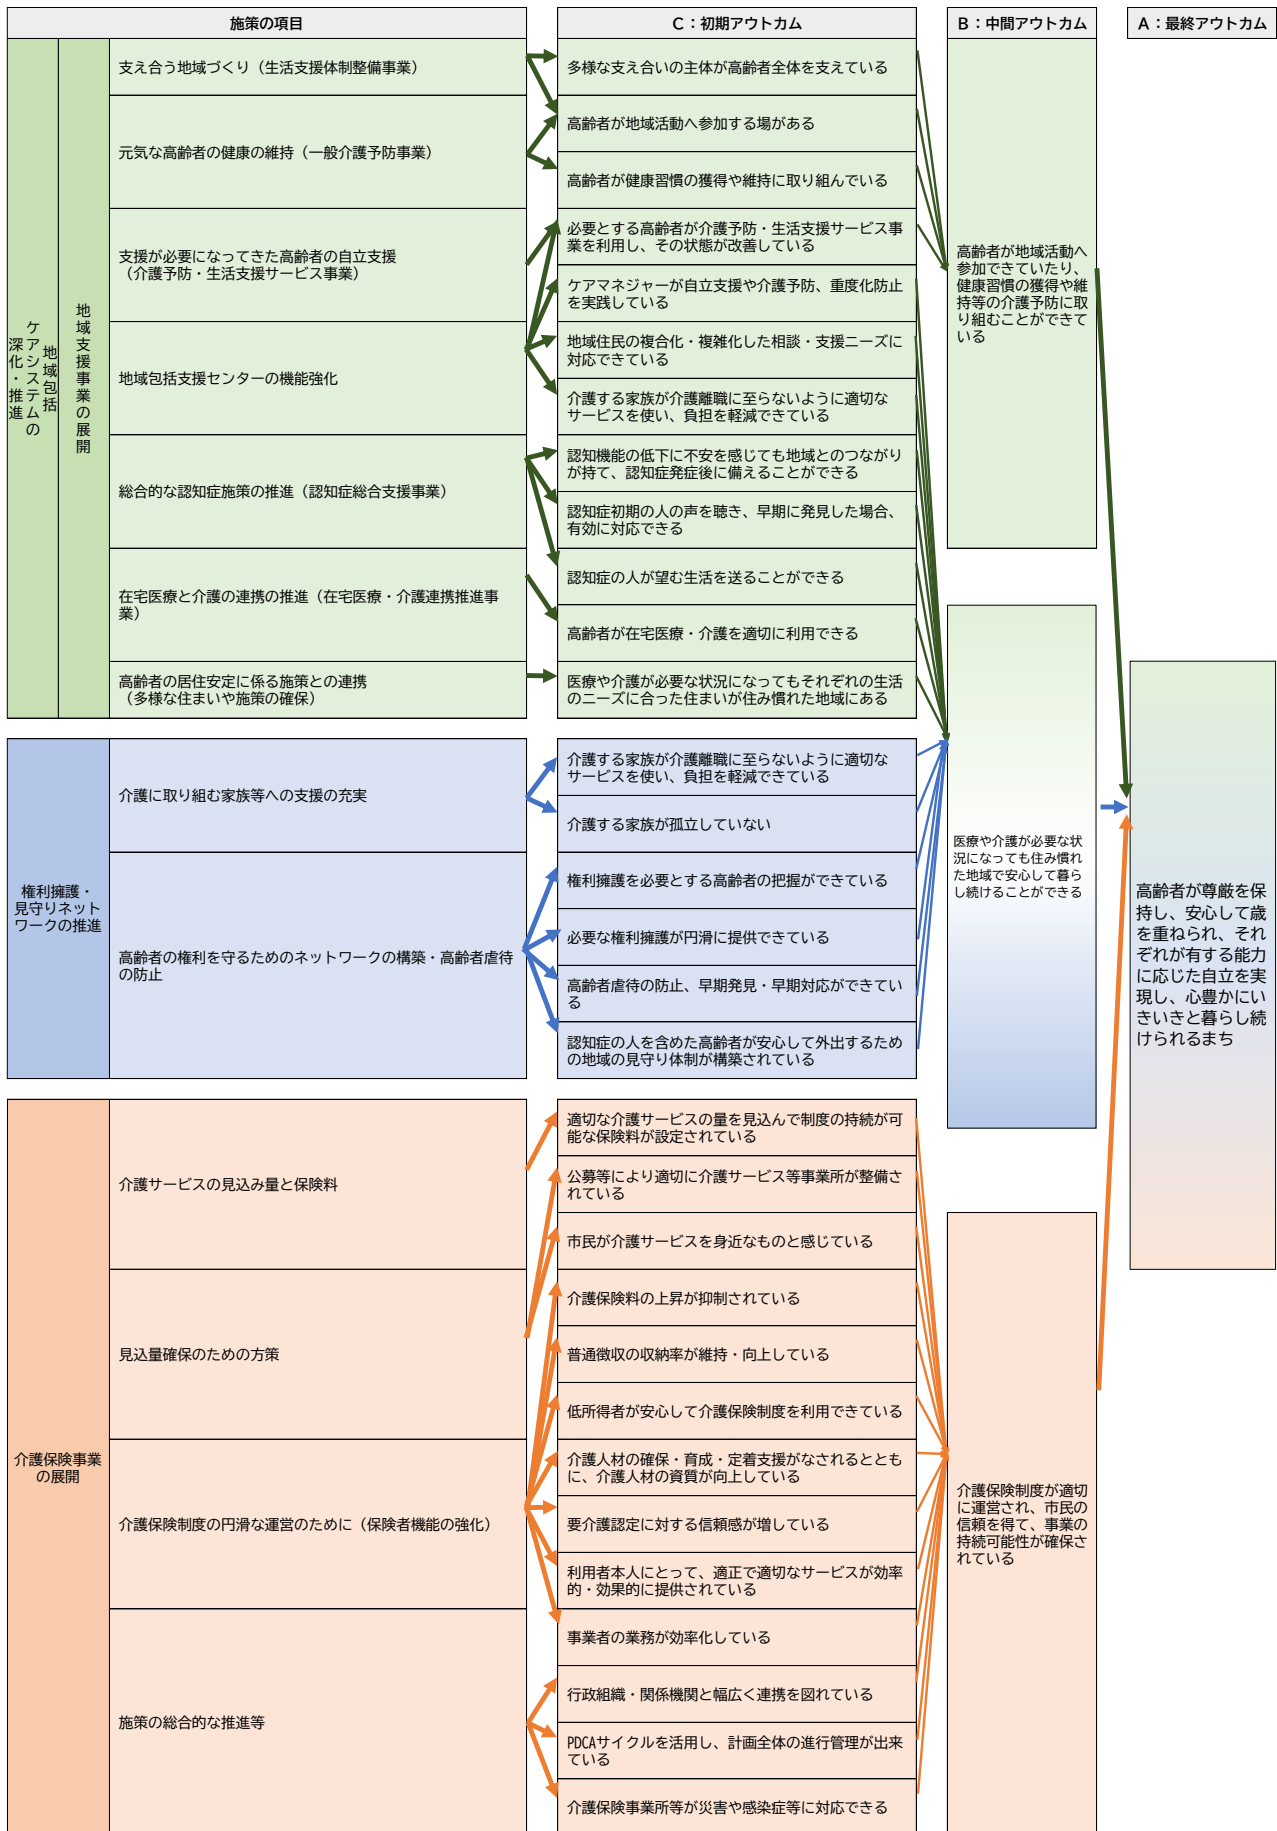 施策の項目
C：初期アウトカム
B：中間アウトカム
A：最終アウトカム
地域包括
ケアシステムの
深化・推進
地域支援事業の展開
支え合う地域づくり（生活支援体制整備事業）
元気な高齢者の健康の維持（一般介護予防事業）
支援が必要になってきた高齢者の自立支援
（介護予防・生活支援サービス事業）
地域包括支援センターの機能強化
総合的な認知症施策の推進（認知症総合支援事業）
在宅医療と介護の連携の推進（在宅医療・介護連携推進事
業）
高齢者の居住安定に係る施策との連携
（多様な住まいや施策の確保）
多様な支え合いの主体が高齢者全体を支えている
高齢者が地域活動へ参加する場がある
高齢者が健康習慣の獲得や維持に取り組んでいる
必要とする高齢者が介護予防・生活支援サービス事
業を利用し、その状態が改善している
ケアマネジャーが自立支援や介護予防、重度化防止
を実践している
地域住民の複合化・複雑化した相談・支援ニーズに
対応できている
介護する家族が介護離職に至らないように適切な
サービスを使い、負担を軽減できている
認知機能の低下に不安を感じても地域とのつながり
が持て、認知症発症後に備えることができる
認知症初期の人の声を聴き、早期に発見した場合、
有効に対応できる
認知症の人が望む生活を送ることができる
高齢者が在宅医療・介護を適切に利用できる
医療や介護が必要な状況になってもそれぞれの生活
のニーズに合った住まいが住み慣れた地域にある
権利擁護・
見守りネット
ワークの推進
介護に取り組む家族等への支援の充実
高齢者の権利を守るためのネットワークの構築・高齢者虐待
の防止
介護する家族が介護離職に至らないように適切な
サービスを使い、負担を軽減できている
介護する家族が孤立していない
権利擁護を必要とする高齢者の把握ができている
必要な権利擁護が円滑に提供できている
高齢者虐待の防止、早期発見・早期対応ができてい
る
認知症の人を含めた高齢者が安心して外出するため
の地域の見守り体制が構築されている
介護保険事業
の展開
介護サービスの見込み量と保険料
見込量確保のための方策
介護保険制度の円滑な運営のために（保険者機能の強化）
施策の総合的な推進等
適切な介護サービスの量を見込んで制度の持続が可
能な保険料が設定されている
公募等により適切に介護サービス等事業所が整備さ
れている
市民が介護サービスを身近なものと感じている
介護保険料の上昇が抑制されている
普通徴収の収納率が維持・向上している
低所得者が安心して介護保険制度を利用できている
介護人材の確保・育成・定着支援がなされるととも
に、介護人材の資質が向上している
要介護認定に対する信頼感が増している
利用者本人にとって、適正で適切なサービスが効率
的・効果的に提供されている
事業者の業務が効率化している
行政組織・関係機関と幅広く連携を図れている
PDCAサイクルを活用し、計画全体の進行管理が出来
ている
介護保険事業所等が災害や感染症等に対応できる
高齢者が地域活動へ
参加できていたり、
健康習慣の獲得や維
持等の介護予防に取
り組むことができて
いる
医療や介護が必要な状
況になっても住み慣れ
た地域で安心して暮ら
し続けることができる
介護保険制度が適切
に運営され、市民の
信頼を得て、事業の
持続可能性が確保さ
れている
高齢者が尊厳を保
持し、安心して歳
を重ねられ、それ
ぞれが有する能力
に応じた自立を実
現し、心豊かにい
きいきと暮らし続
けられるまち